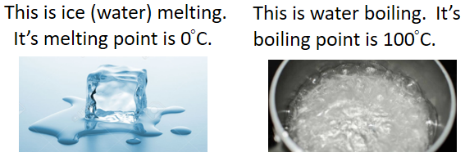 This is ice (water) melting.
It's melting point is 0°C.
This is water boiling. It's
boiling point is 100°C.